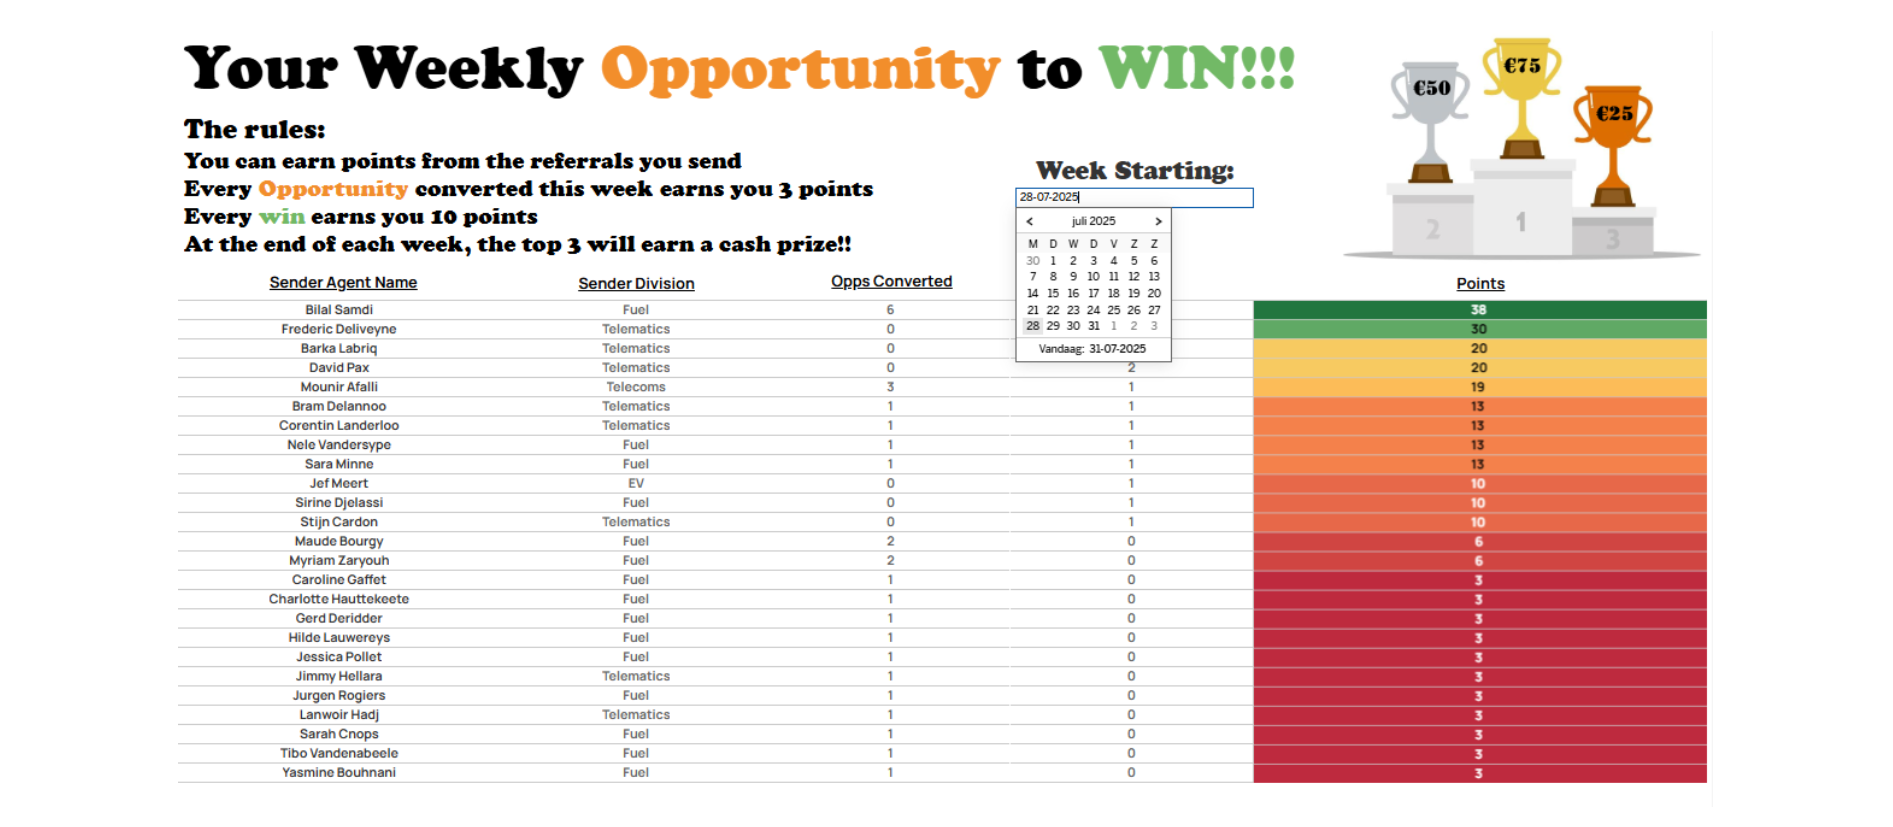 Your Weekly Opportunity to WIN!!!
€50
€75
€25
2
1
3
The rules:
You can earn points from the referrals you send
Every Opportunity converted this week earns you 3 points
Every win earns you 10 points
At the end of each week, the top 3 will earn a cash prize!!
Week Starting:
28-07-2025
< juli 2025 >
M D W D V Z Z
30 1 2 3 4 5 6
7 8 9 10 11 12 13
14 15 16 17 18 19 20
21 22 23 24 25 26 27
28 29 30 31 1 2 3
Vandaag: 31-07-2025
Sender Agent Name Sender Division Opps Converted Points
Bilal Samdi Fuel 6 38
Frederic Deliveyne Telematics 0 30
Barka Labriq Telematics 0 20
David Pax Telematics 0 2 20
Mounir Afalli Telecoms 3 1 19
Bram Delannoo Telematics 1 1 13
Corentin Landerloo Telematics 1 1 13
Nele Vandersype Fuel 1 1 13
Sara Minne Fuel 1 1 13
Jef Meert EV 0 1 10
Sirine Djelassi Fuel 0 1 10
Stijn Cardon Telematics 0 1 10
Maude Bourgy Fuel 2 0 6
Myriam Zaryouh Fuel 2 0 6
Caroline Gaffet Fuel 1 0 3
Charlotte Hauttekeete Fuel 1 0 3
Gerd Deridder Fuel 1 0 3
Hilde Lauwereys Fuel 1 0 3
Jessica Pollet Fuel 1 0 3
Jimmy Hellara Telematics 1 0 3
Jurgen Rogiers Fuel 1 0 3
Lanwoir Hadj Telematics 1 0 3
Sarah Cnops Fuel 1 0 3
Tibo Vandenabeele Fuel 1 0 3
Yasmine Bouhnani Fuel 1 0 3